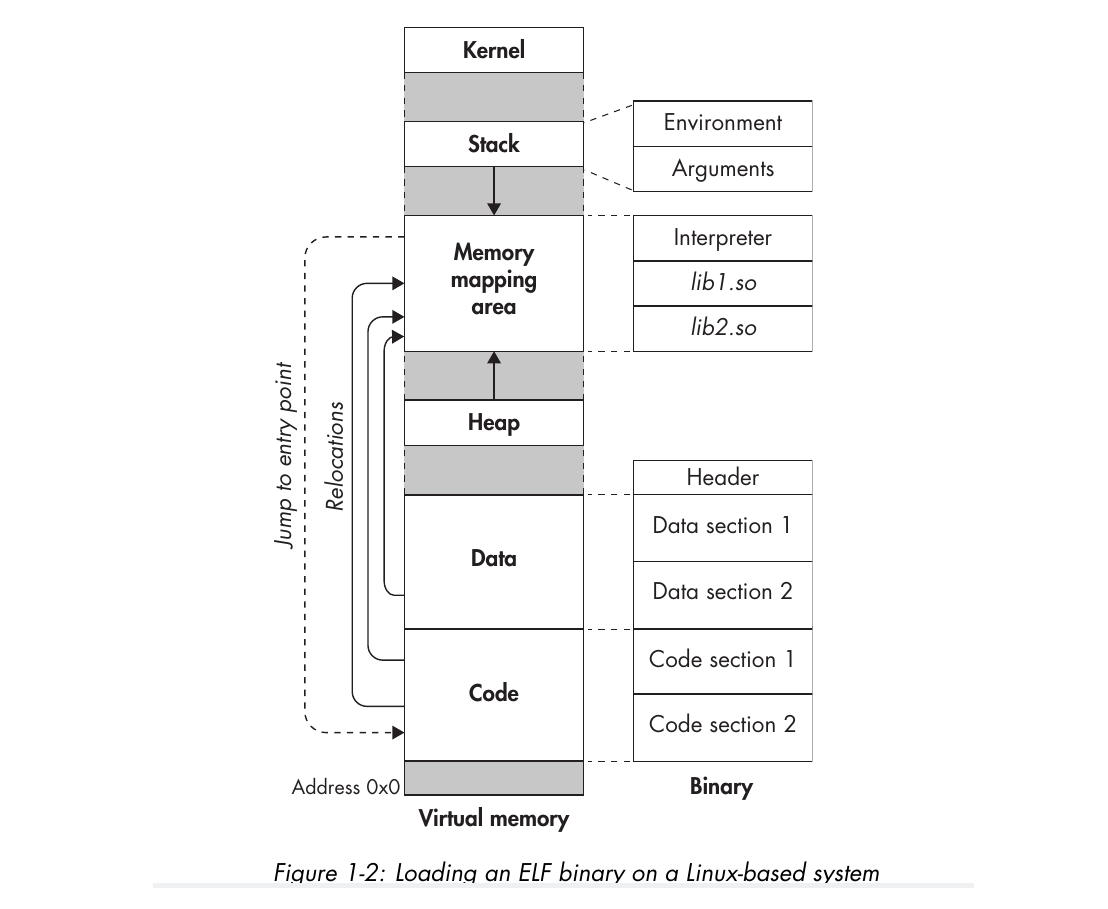 Kernel
Environment
Stack
Arguments
Interpreter
Memory
mapping
area
lib1.so
lib2.so
Jump to entry point
Relocations
Heap
Header
Data section 1
Data
Data section 2
Code section 1
Code
Code section 2
Address 0x0
Binary
Virtual memory
Figure 1-2: Loading an ELF binary on a Linux-based system